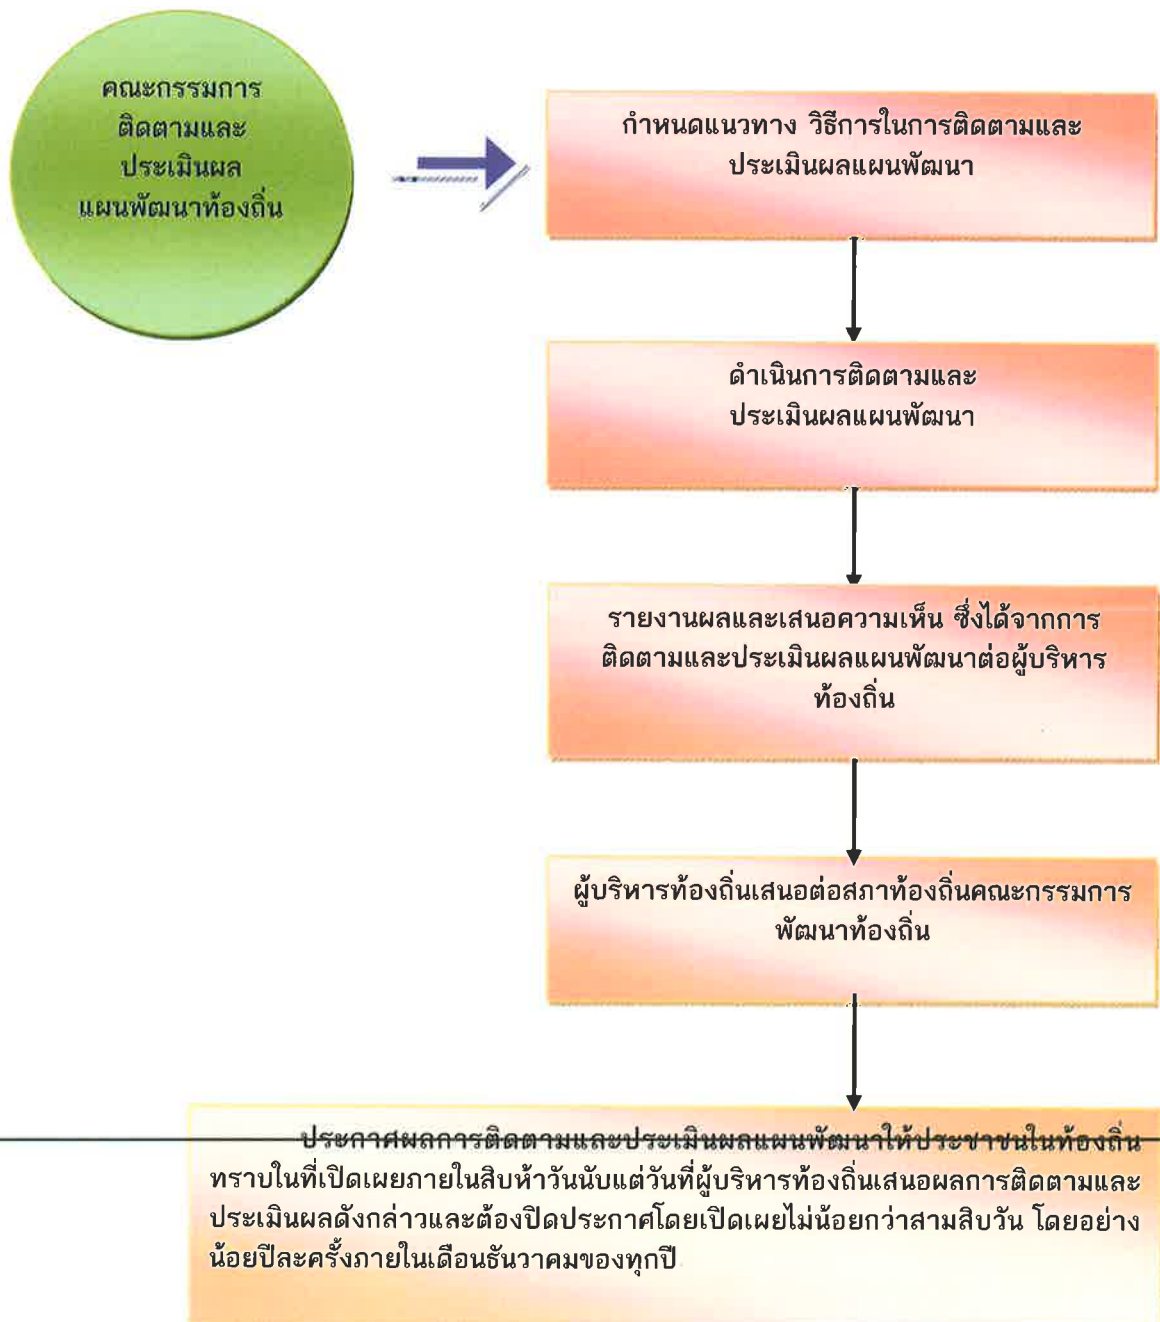 คณะกรรมการ
ติดตามและ
ประเมินผล
แผนพัฒนาท้องถิ่น
กำหนดแนวทาง วิธีการในการติดตามและ
ประเมินผลแผนพัฒนา
ดำเนินการติดตามและ
ประเมินผลแผนพัฒนา
รายงานผลและเสนอความเห็น ซึ่งได้จากการ
ติดตามและประเมินผลแผนพัฒนาต่อผู้บริหาร
ท้องถิ่น
ผู้บริหารท้องถิ่นเสนอต่อสภาท้องถิ่นคณะกรรมการ
พัฒนาท้องถิ่น
ประกาศผลการติดตามและประเมินผลแผนพัฒนาให้ประชาชนในท้องถิ่น
ทราบในที่เปิดเผยภายในสิบห้าวันนับแต่วันที่ผู้บริหารท้องถิ่นเสนอผลการติดตามและ
ประเมินผลดังกล่าวและต้องปิดประกาศโดยเปิดเผยไม่น้อยกว่าสามสิบวัน โดยอย่าง
น้อยปีละครั้งภายในเดือนธันวาคมของทุกปี